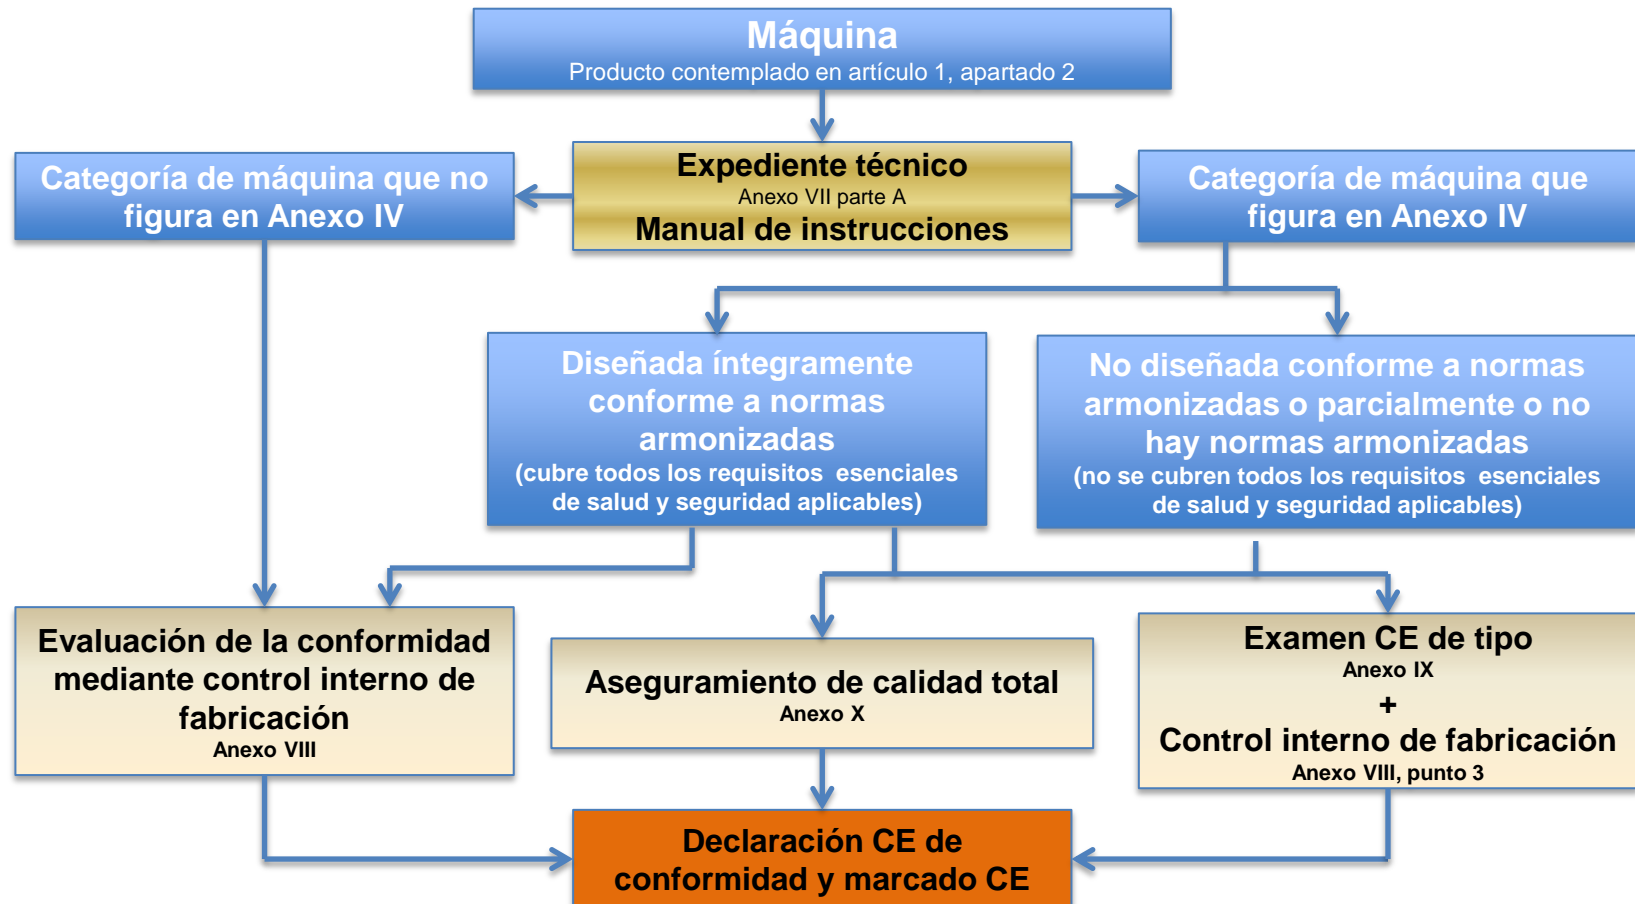 Máquina
Producto contemplado en artículo 1, apartado 2
Expediente técnico
Anexo VII parte A
Manual de instrucciones
Categoría de máquina que no
figura en Anexo IV
Categoría de máquina que
figura en Anexo IV
Diseñada íntegramente
conforme a normas
armonizadas
(cubre todos los requisitos esenciales
de salud y seguridad aplicables)
No diseñada conforme a normas
armonizadas o parcialmente o no
hay normas armonizadas
(no se cubren todos los requisitos esenciales
de salud y seguridad aplicables)
Evaluación de la conformidad
mediante control interno de
fabricación
Anexo VIII
Aseguramiento de calidad total
Anexo X
Examen CE de tipo
Anexo IX
+
Control interno de fabricación
Anexo VIII, punto 3
Declaración CE de
conformidad y marcado CE